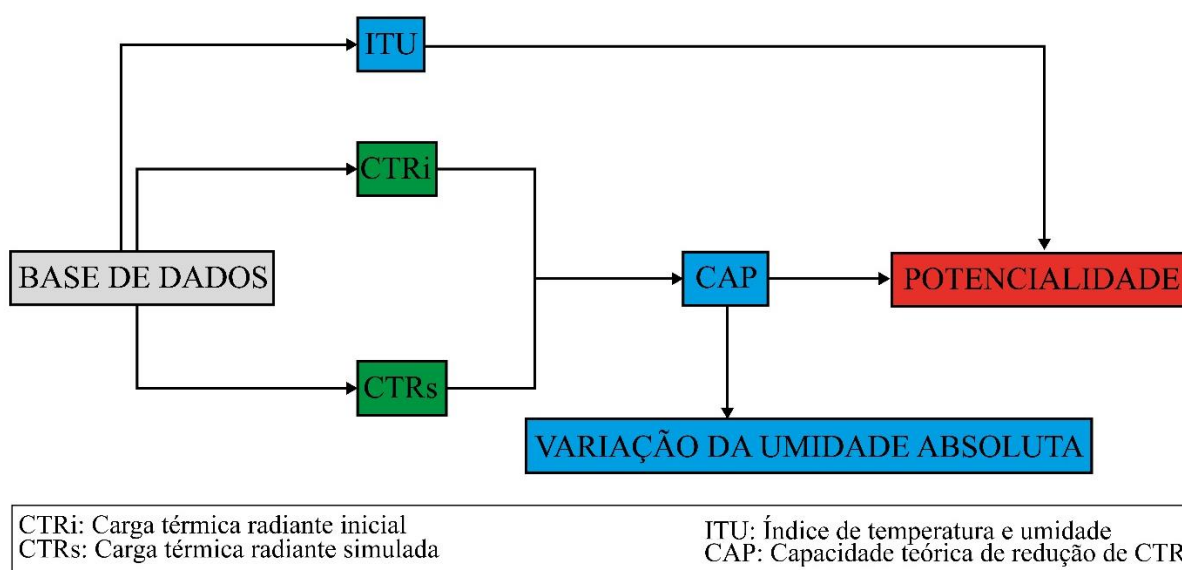 ITU
CTRi
BASE DE DADOS
CAP
POTENCIALIDADE
CTRs
VARIAÇÃO DA UMIDADE ABSOLUTA
CTRi: Carga térmica radiante inicial
CTRs: Carga térmica radiante simulada
ITU: Índice de temperatura e umidade
CAP: Capacidade teórica de redução de CTR